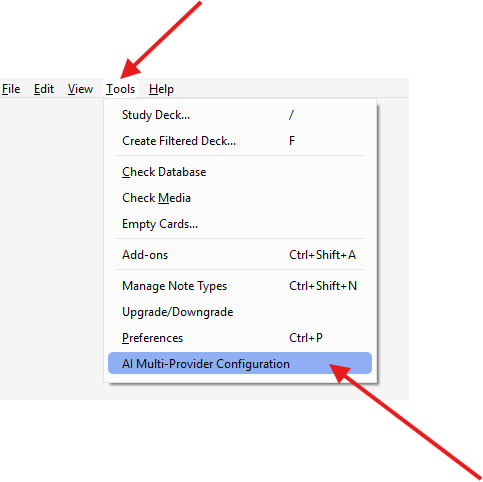 File Edit View Tools Help
Study Deck... /
Create Filtered Deck... F
Check Database
Check Media
Empty Cards...
Add-ons Ctrl+Shift+A
Manage Note Types Ctrl+Shift+N
Upgrade/Downgrade
Preferences Ctrl+P
AI Multi-Provider Configuration